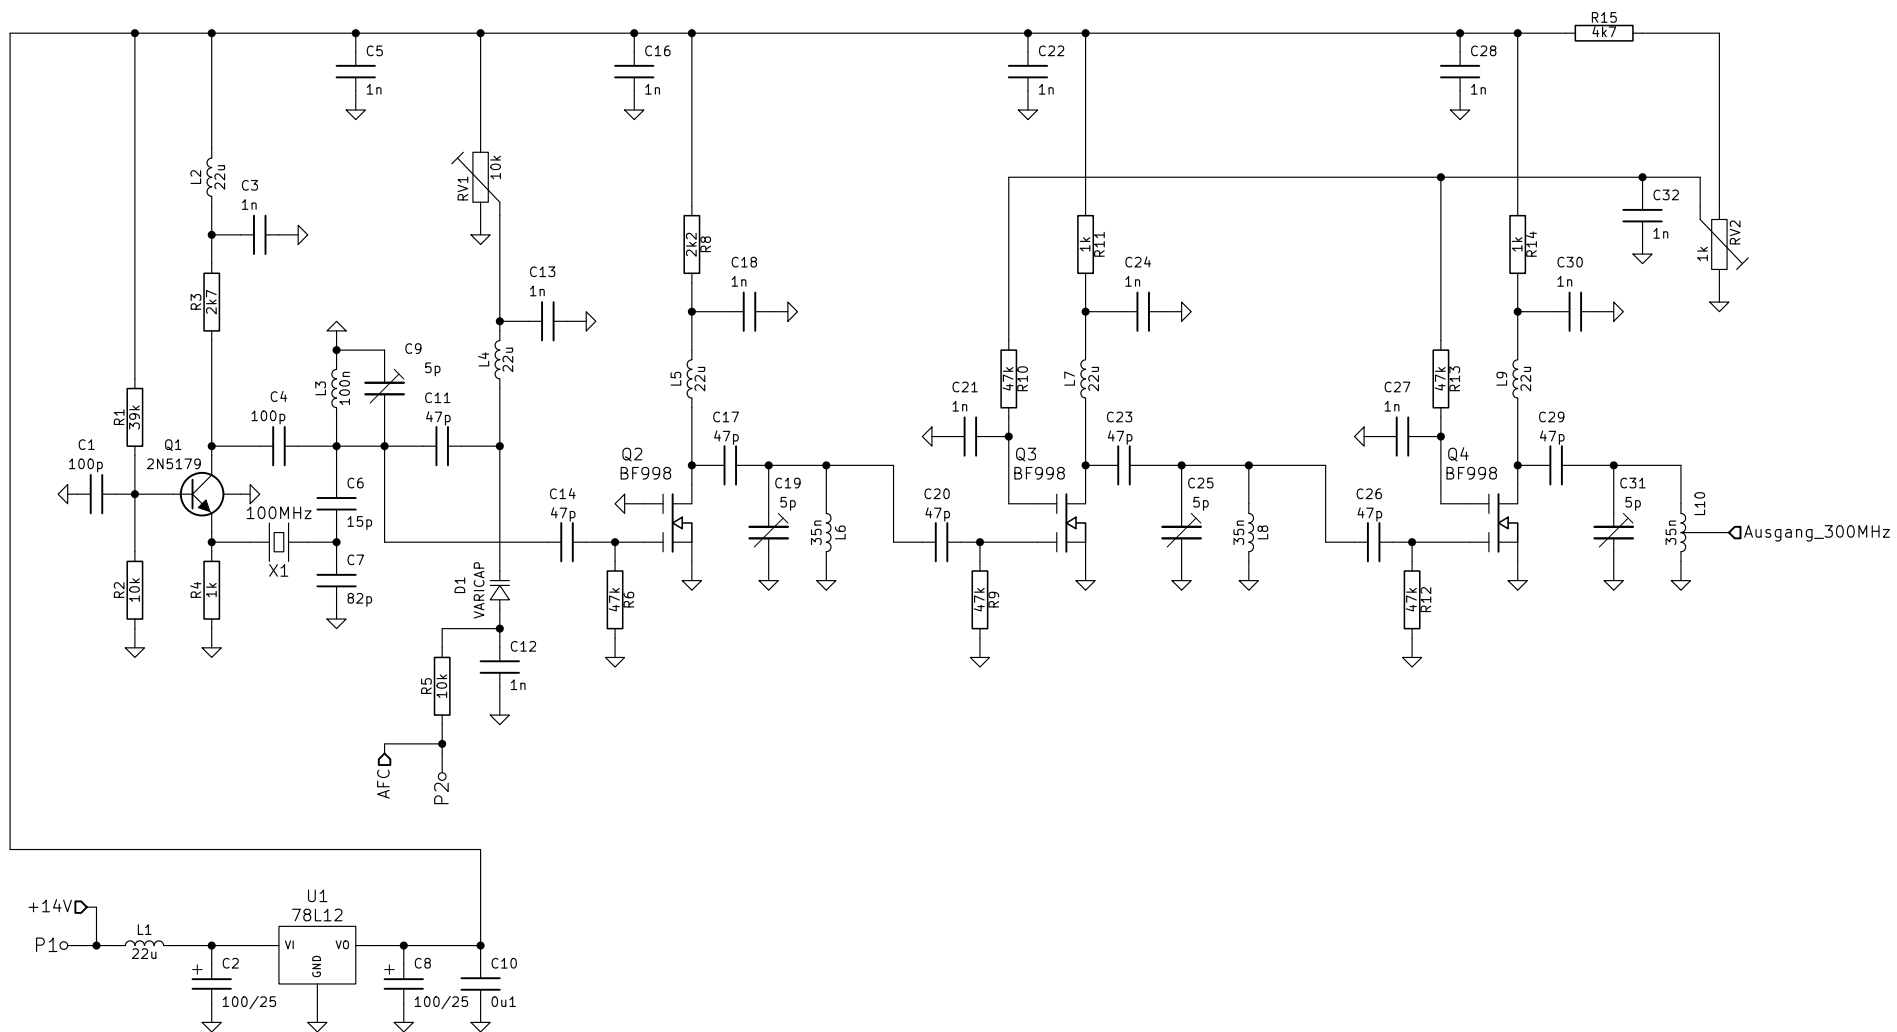 R15
4k7
C5
1n
C16
1n
C22
1n
C28
1n
L2
22u
C3
1n
RV1
10k
R8
2k2
R11
1k
R14
1k
C32
1n
RV2
1k
R3
2k7
C13
1n
C18
1n
C24
1n
C30
1n
L4
22u
C9
5p
L3
100n
L5
22u
R10
47k
L7
22u
R13
47k
L9
22u
R1
39k
C4
100p
C11
47p
C17
47p
C21
1n
C23
47p
C27
1n
C29
47p
C1
100p
Q1
2N5179
Q2
BF998
Q3
BF998
Q4
BF998
C6
15p
C14
47p
C19
5p
C20
47p
C25
5p
C26
47p
C31
5p
L10
35n
100MHz
X1
L6
35n
L8
35n
Ausgang_300MHz
R2
10k
R4
1k
C7
82p
D1
VARICAP
R6
47k
R9
47k
R12
47k
C12
1n
R5
10k
AFC
P2
U1
78L12
+14V
P1
L1
22u
VI
VO
GND
+
C2
100/25
+
C8
100/25
C10
0u1